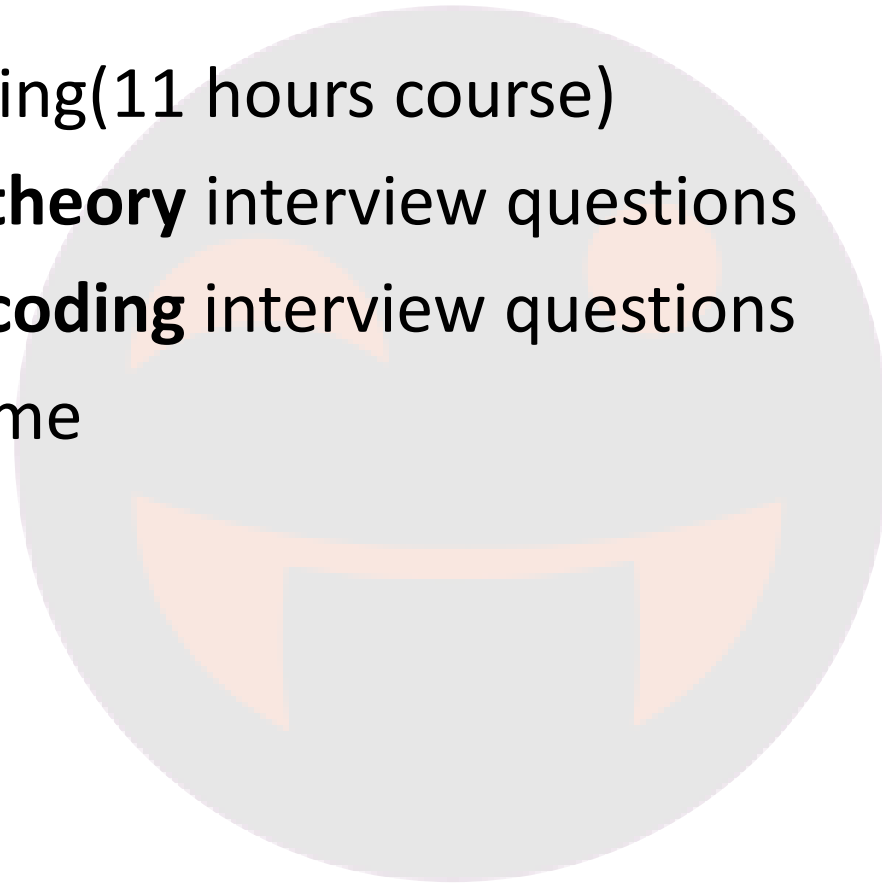 ing(11 hours course)
theory interview questions
coding interview questions
me